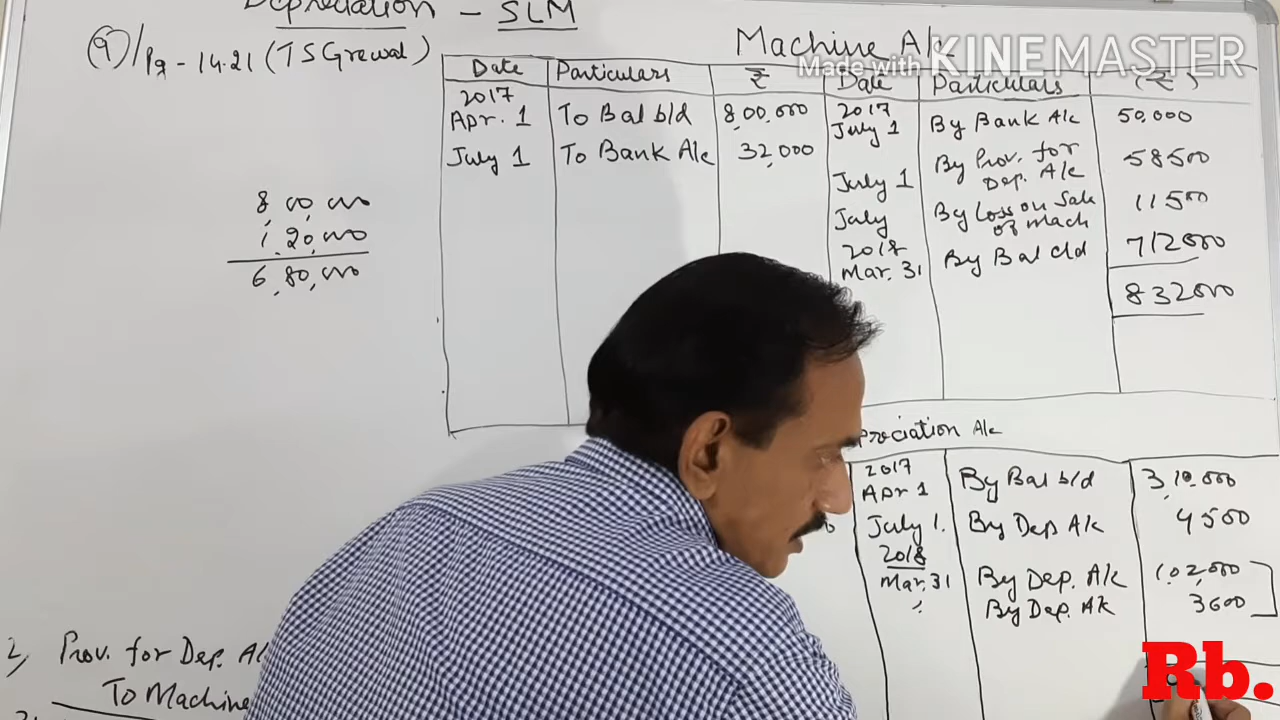 Depreciation - SLM
(9)/Pg - 14.21 (TS Grewal)
Machine A/c
Made with KINEMASTER
Date Particulars ₹ Date Particulars (₹)
2017 Apr. 1 To Bal b/d 8,00,000 2017 July 1 By Bank A/c 50,000
July 1 To Bank A/c 32,000 July 1 By Prov. for Dep. A/c 58500
July By Loss on Sale of Mach 11500
2018 Mar. 31 By Bal c/d 712000
832000
8,00,000
1,20,000
6,80,000
preciation A/c
2017 Apr 1 By Bal b/d 3,10,000
July 1. By Dep A/c 4500
2018 Mar. 31 By Dep. A/c 1,02,000
" By Dep. A/c 3600
2, Prov. for Dep. A/
To Machine
Rb.